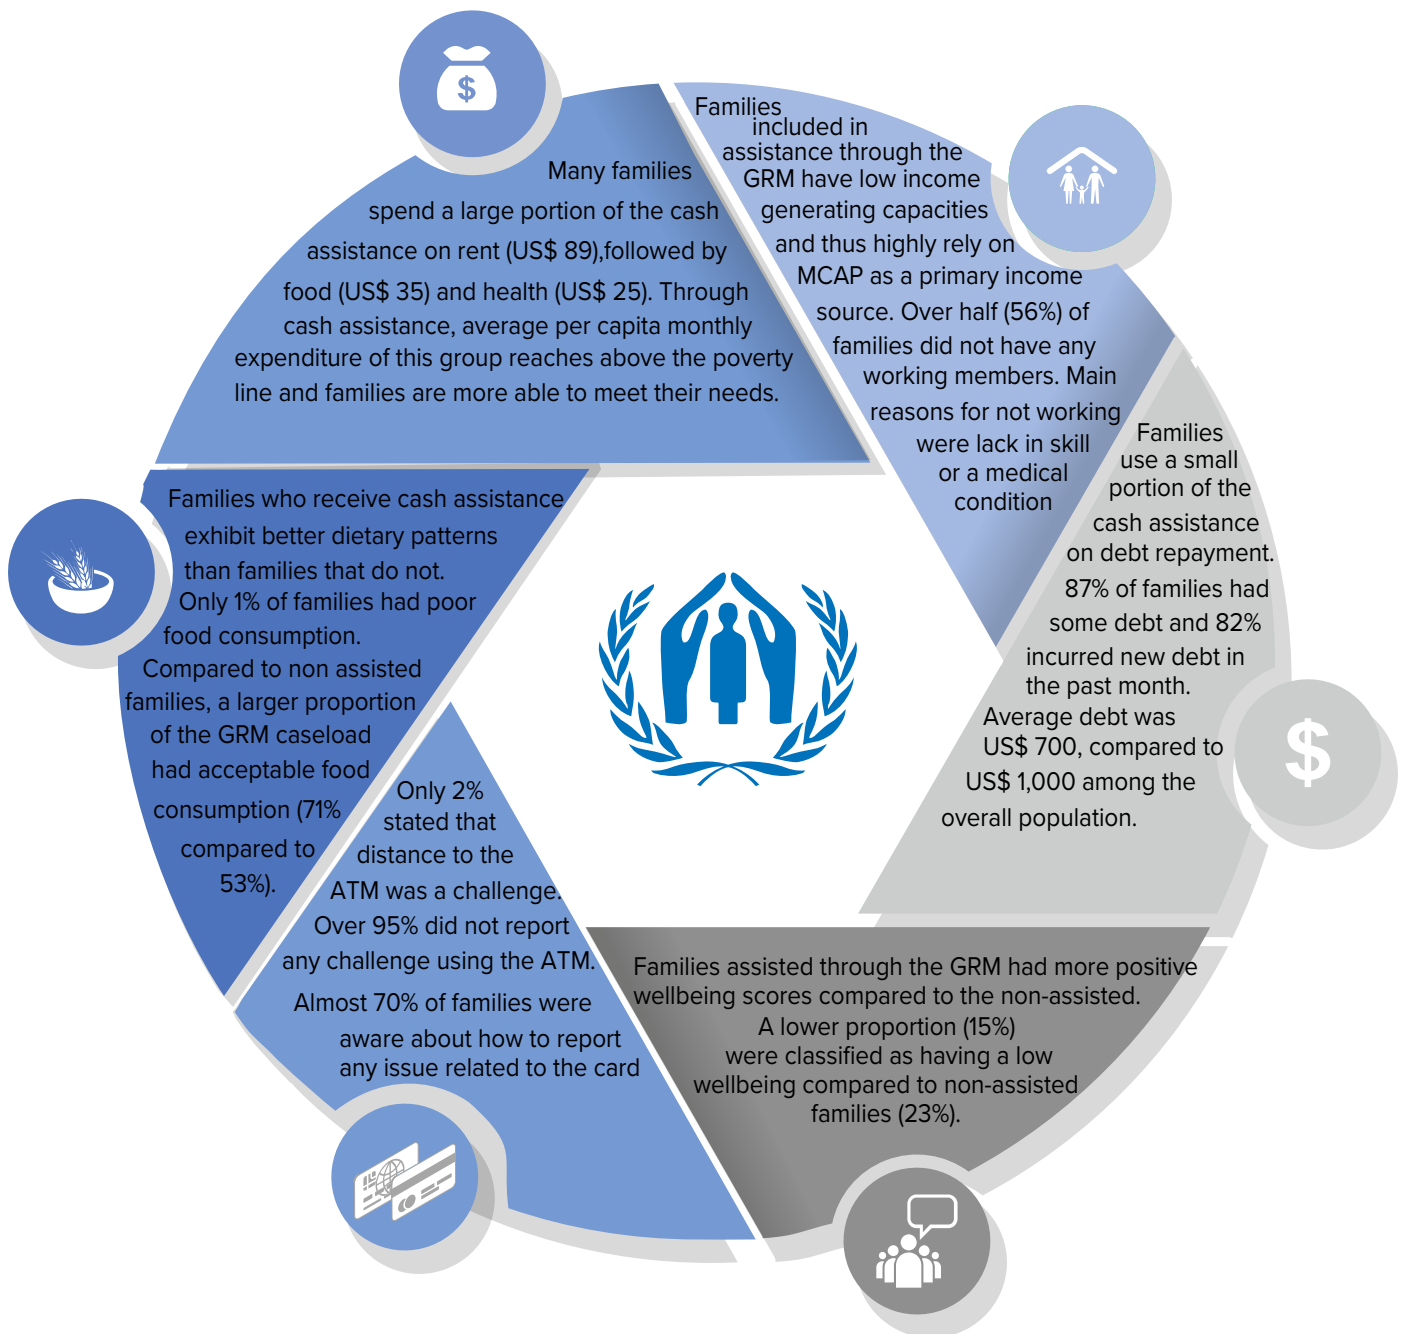 $
Many families
spend a large portion of the cash
assistance on rent (US$ 89),followed by
food (US$ 35) and health (US$ 25). Through
cash assistance, average per capita monthly
expenditure of this group reaches above the poverty
line and families are more able to meet their needs.
Families
included in
assistance through the
GRM have low income
generating capacities
and thus highly rely on
MCAP as a primary income
source. Over half (56%) of
families did not have any
working members. Main
reasons for not working
were lack in skill
or a medical
condition
Families
use a small
portion of the
cash assistance
on debt repayment.
87% of families had
some debt and 82%
incurred new debt in
the past month.
Average debt was
US$ 700, compared to
US$ 1,000 among the
overall population.
$
Families assisted through the GRM had more positive
wellbeing scores compared to the non-assisted.
A lower proportion (15%)
were classified as having a low
wellbeing compared to non-assisted
families (23%).
Only 2%
stated that
distance to the
ATM was a challenge.
Over 95% did not report
any challenge using the ATM.
Almost 70% of families were
aware about how to report
any issue related to the card
Families who receive cash assistance
exhibit better dietary patterns
than families that do not.
Only 1% of families had poor
food consumption.
Compared to non assisted
families, a larger proportion
of the GRM caseload
had acceptable food
consumption (71%
compared to
53%).